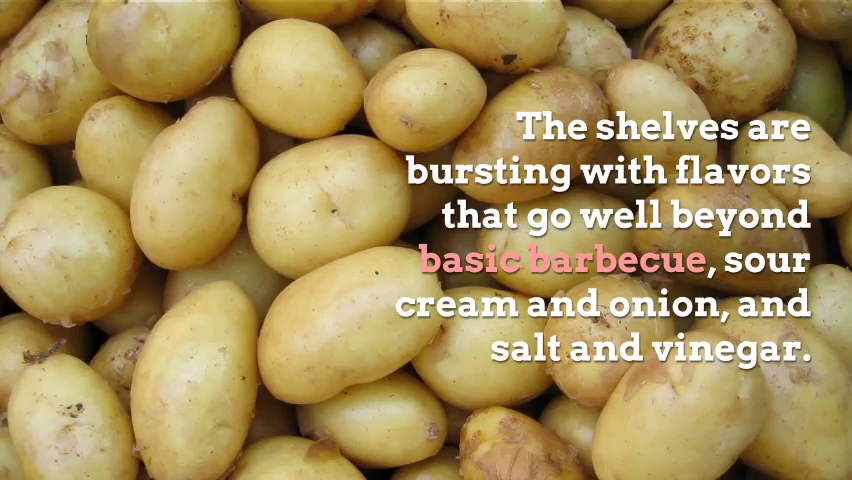 The shelves are
bursting with flavors
that go well beyond
basic barbecue, sour
cream and onion, and
salt and vinegar.